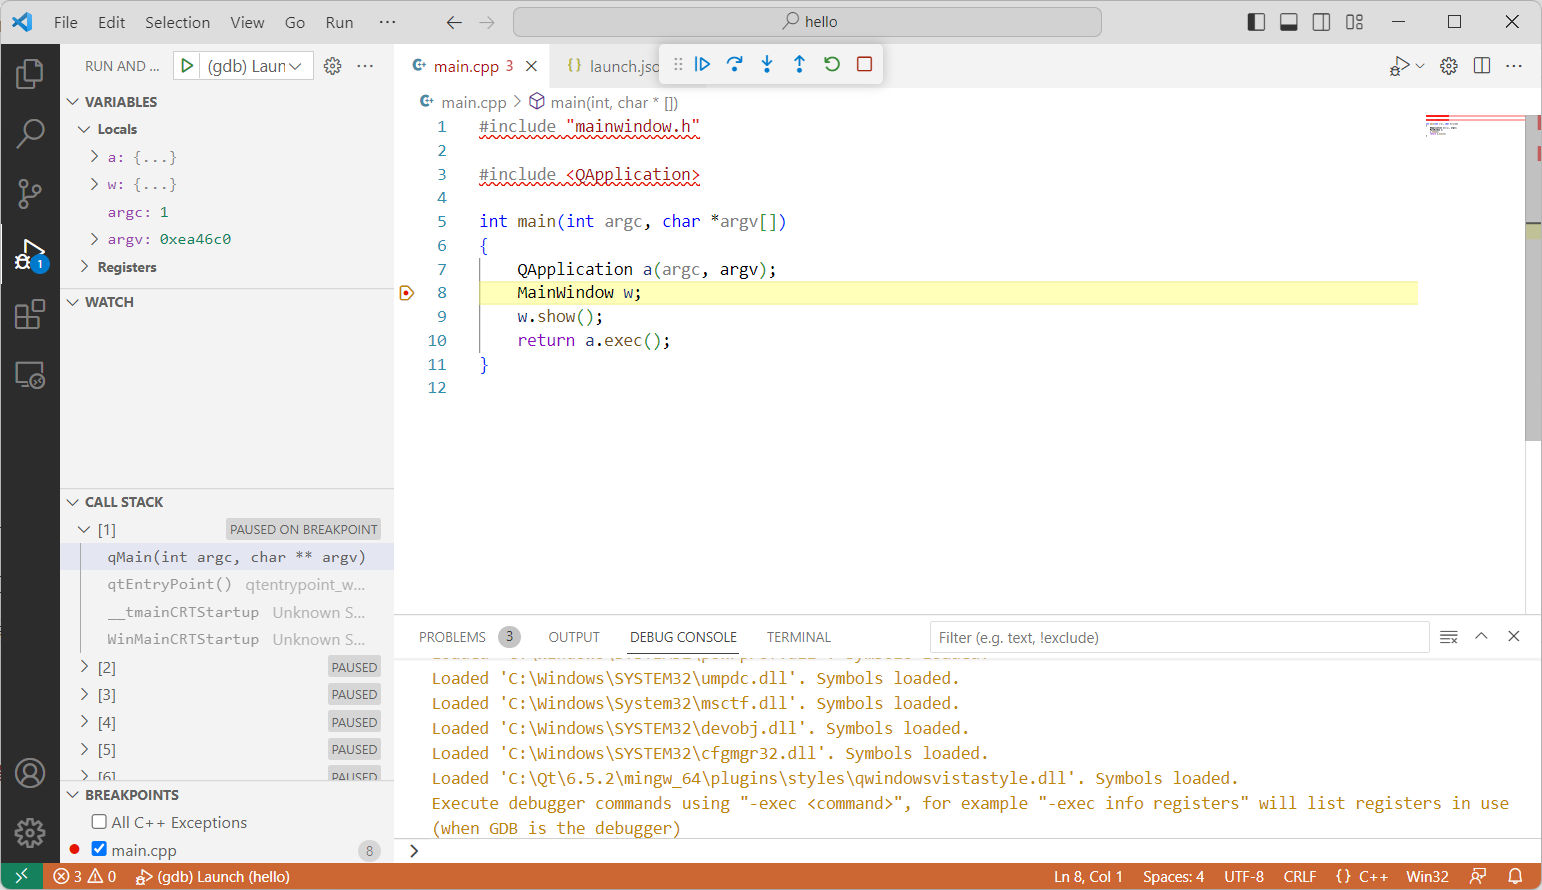 File Edit Selection View Go Run ··· hello
RUN AND ... (gdb) Laun
main.cpp 3 {} launch.jso
main.cpp > main(int, char * [])
VARIABLES
Locals
a: {...}
w: {...}
argc: 1
argv: 0xea46c0
Registers
WATCH
CALL STACK
[1] PAUSED ON BREAKPOINT
qMain(int argc, char ** argv)
qtEntryPoint() qtentrypoint_w...
__tmainCRTStartup Unknown S...
WinMainCRTStartup Unknown S...
[2] PAUSED
[3] PAUSED
[4] PAUSED
[5] PAUSED
[6] PAUSED
BREAKPOINTS
All C++ Exceptions
main.cpp 8
1
1 #include "mainwindow.h"
2
3 #include <QApplication>
4
5 int main(int argc, char *argv[])
6 {
7 QApplication a(argc, argv);
8 MainWindow w;
9 w.show();
10 return a.exec();
11 }
12
PROBLEMS 3 OUTPUT DEBUG CONSOLE TERMINAL Filter (e.g. text, !exclude)
Loaded 'C:\Windows\SYSTEM32\umpdc.dll'. Symbols loaded.
Loaded 'C:\Windows\System32\msctf.dll'. Symbols loaded.
Loaded 'C:\Windows\SYSTEM32\devobj.dll'. Symbols loaded.
Loaded 'C:\Windows\SYSTEM32\cfgmgr32.dll'. Symbols loaded.
Loaded 'C:\Qt\6.5.2\mingw_64\plugins\styles\qwindowsvistastyle.dll'. Symbols loaded.
Execute debugger commands using "-exec <command>", for example "-exec info registers" will list registers in use
(when GDB is the debugger)
>
3 0 (gdb) Launch (hello) Ln 8, Col 1 Spaces: 4 UTF-8 CRLF {} C++ Win32